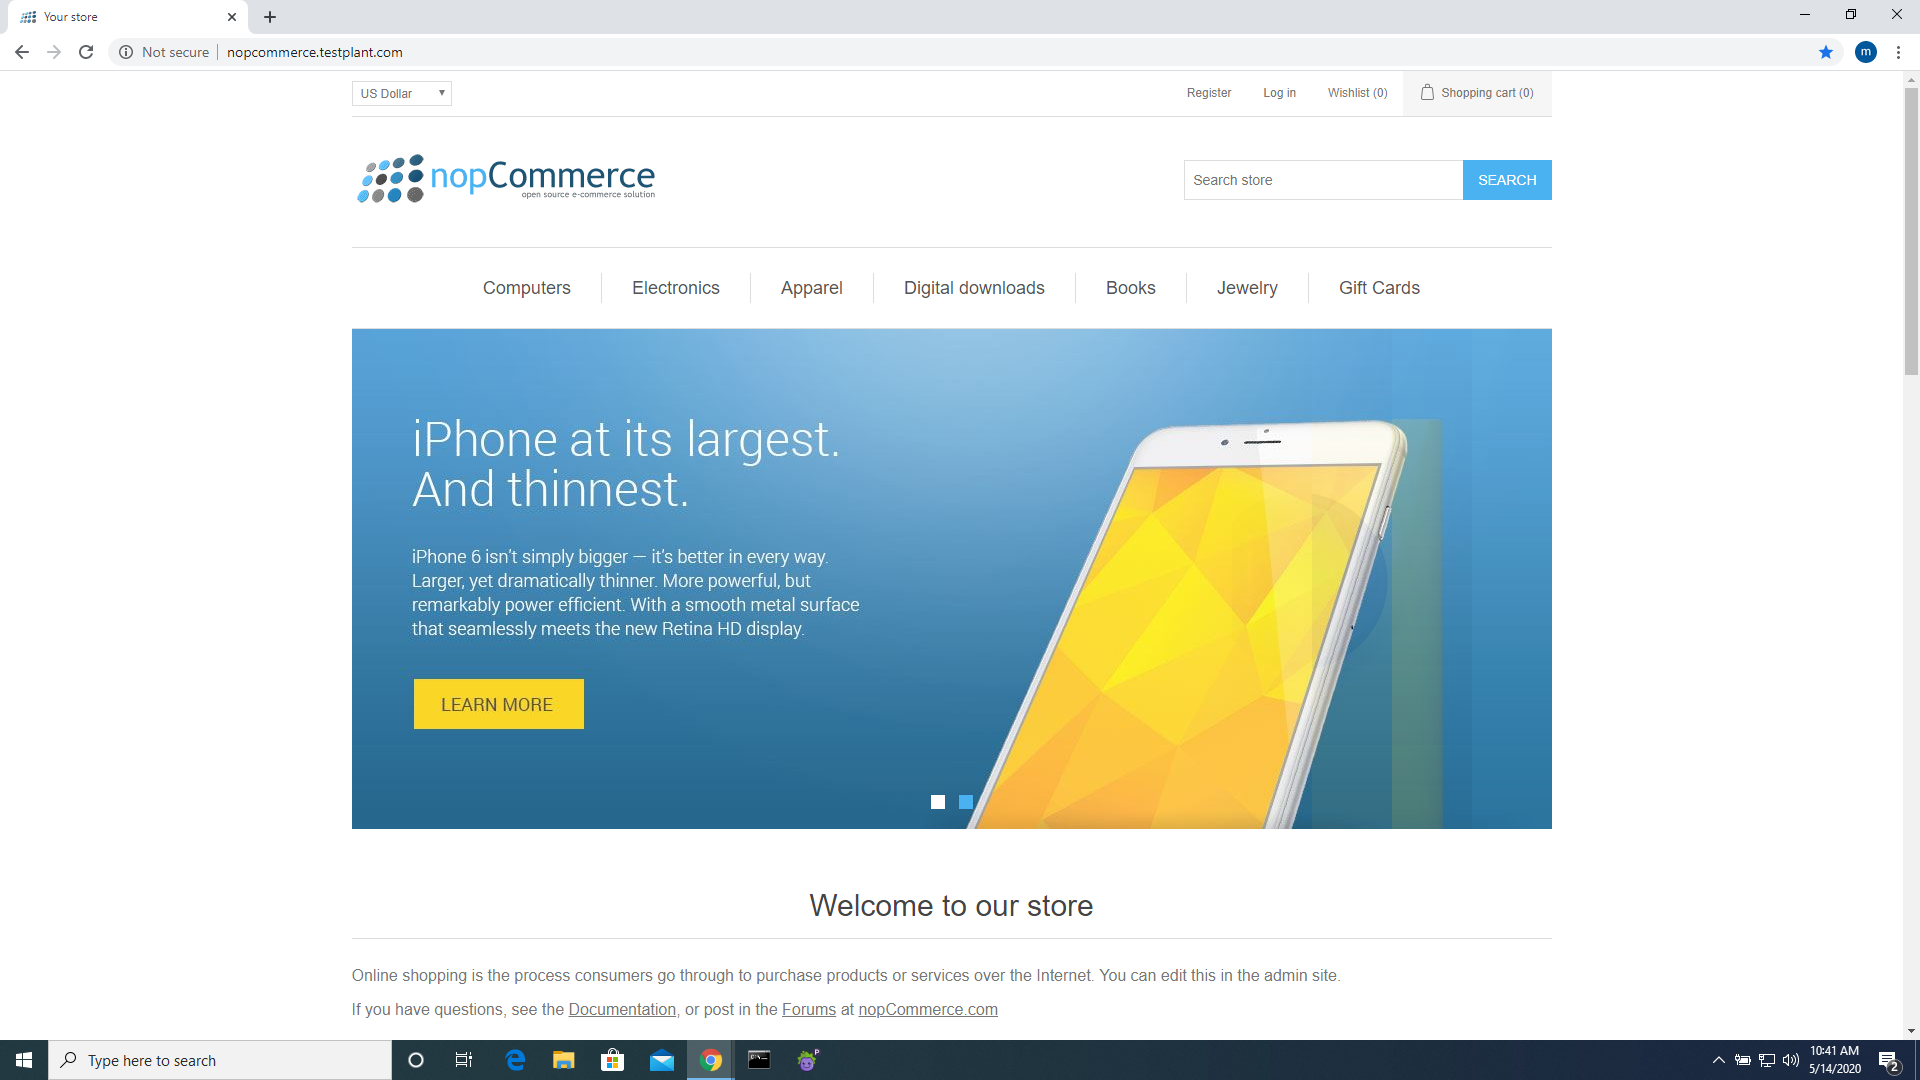 Your store
Not secure
nopcommerce.testplant.com
m
US Dollar
Register
Log in
Wishlist (0)
Shopping cart (0)
nopCommerce
open source e-commerce solution
Search store
SEARCH
Computers
Electronics
Apparel
Digital downloads
Books
Jewelry
Gift Cards
iPhone at its largest.
And thinnest.
iPhone 6 isn't simply bigger — it's better in every way.
Larger, yet dramatically thinner. More powerful, but
remarkably power efficient. With a smooth metal surface
that seamlessly meets the new Retina HD display.
LEARN MORE
Welcome to our store
Online shopping is the process consumers go through to purchase products or services over the Internet. You can edit this in the admin site.
If you have questions, see the Documentation, or post in the Forums at nopCommerce.com
Type here to search
P
10:41 AM
5/14/2020
2